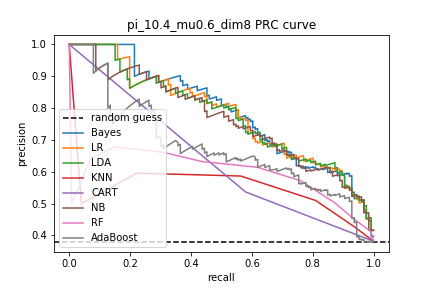 pi_10.4_mu0.6_dim8 PRC curve
precision
1.0
0.9
0.8
0.7
0.6
0.5
0.4
random guess
Bayes
LR
LDA
KNN
CART
NB
RF
AdaBoost
0.0 0.2 0.4 0.6 0.8 1.0
recall